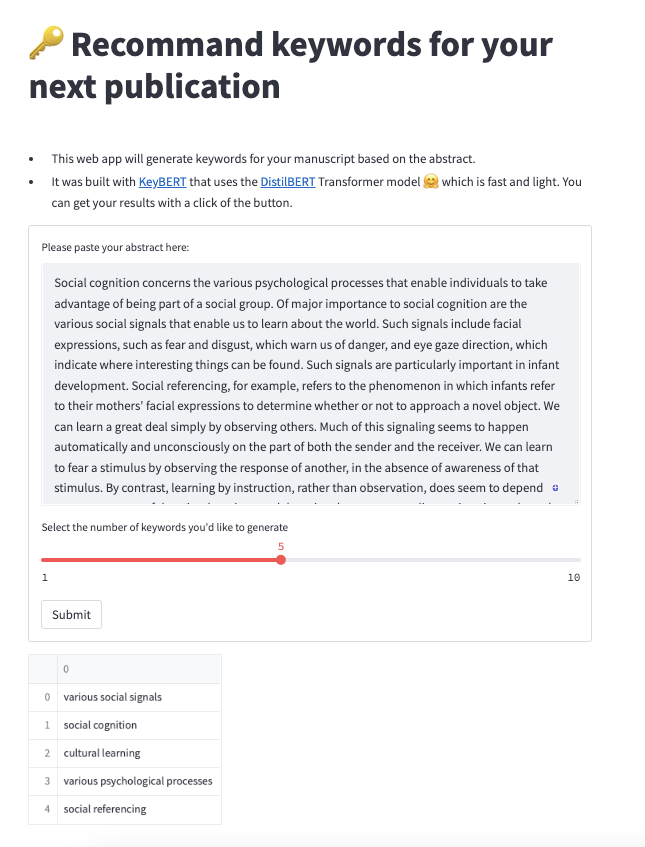 🔑 Recommand keywords for your
next publication
• This web app will generate keywords for your manuscript based on the abstract.
• It was built with KeyBERT that uses the DistilBERT Transformer model 🤗 which is fast and light. You
can get your results with a click of the button.
Please paste your abstract here:
Social cognition concerns the various psychological processes that enable individuals to take
advantage of being part of a social group. Of major importance to social cognition are the
various social signals that enable us to learn about the world. Such signals include facial
expressions, such as fear and disgust, which warn us of danger, and eye gaze direction, which
indicate where interesting things can be found. Such signals are particularly important in infant
development. Social referencing, for example, refers to the phenomenon in which infants refer
to their mothers' facial expressions to determine whether or not to approach a novel object. We
can learn a great deal simply by observing others. Much of this signaling seems to happen
automatically and unconsciously on the part of both the sender and the receiver. We can learn
to fear a stimulus by observing the response of another, in the absence of awareness of that
stimulus. By contrast, learning by instruction, rather than observation, does seem to depend
Select the number of keywords you'd like to generate
5
1 10
Submit
0
0 various social signals
1 social cognition
2 cultural learning
3 various psychological processes
4 social referencing